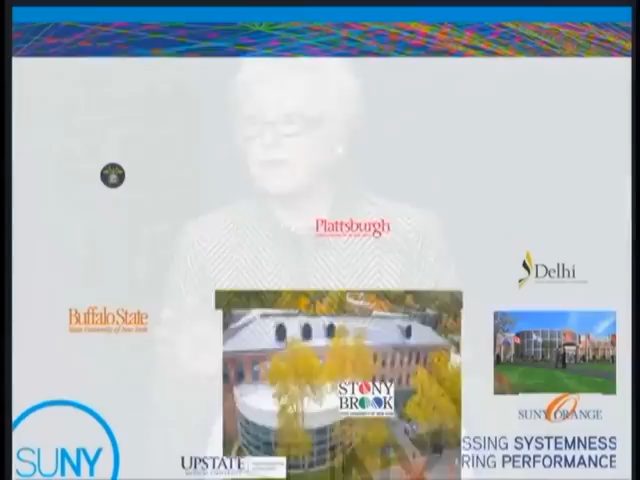 Plattsburgh
Delhi
Buffalo State
State University of New York
STONY
BROOK
SUNY ORANGE
SUNY
UPSTATE
SSING SYSTEMNESS
RING PERFORMANCE